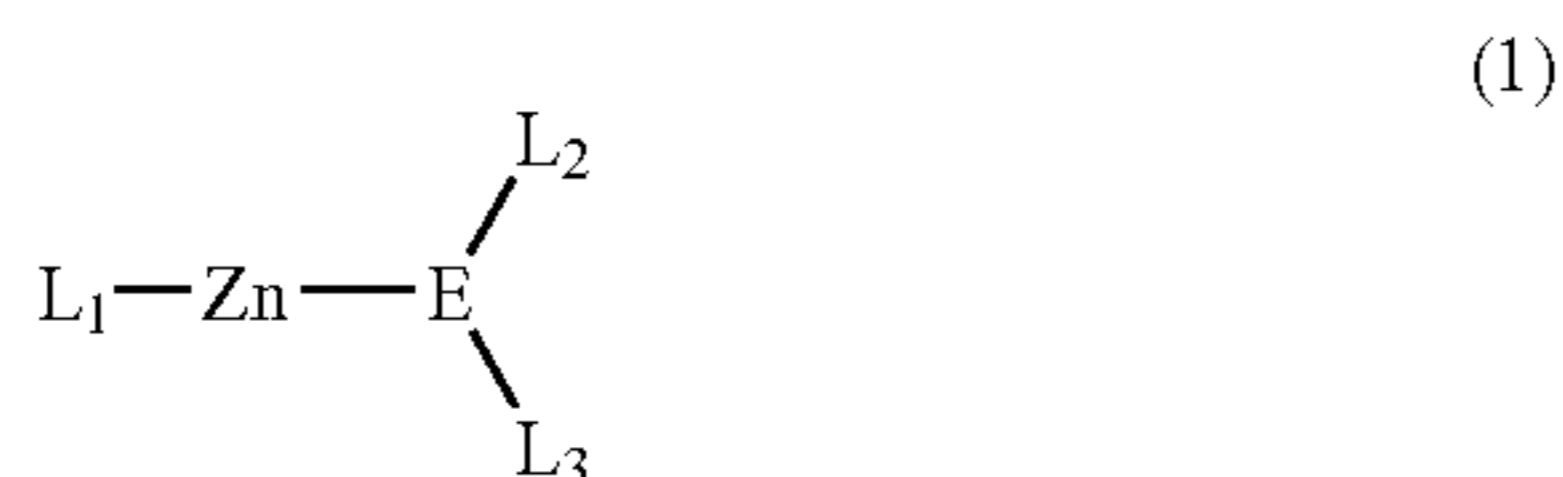 (1)
L₂
L₁—Zn—E
L₃